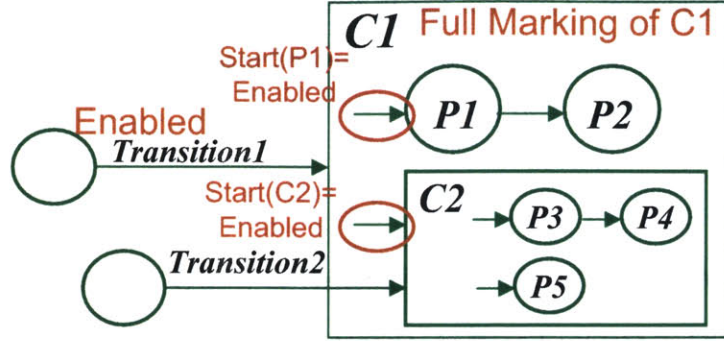 C1 Full Marking of C1
Start(P1)=
Enabled
P1
P2
Enabled
Transition1
Start(C2)=
Enabled
C2
P3
P4
Transition2
P5